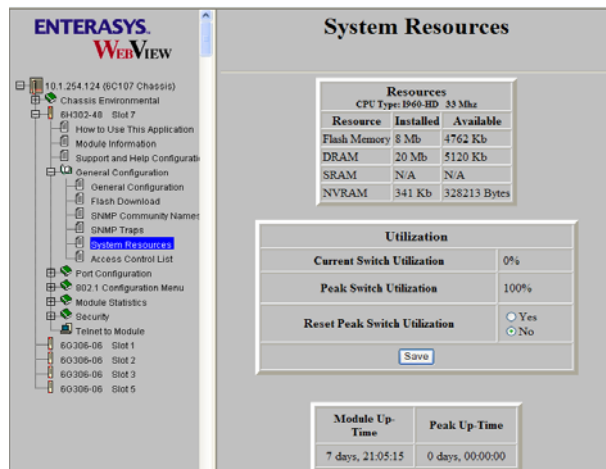 ENTERASYS.
WEBVIEW
10.1.254.124 (6C107 Chassis)
Chassis Environmental
6H302-48 Slot 7
How to Use This Application
Module Information
Support and Help Configurati
General Configuration
General Configuration
Flash Download
SNMP Community Names
SNMP Traps
System Resources
Access Control List
Port Configuration
802.1 Configuration Menu
Module Statistics
Security
Telnet to Module
6G306-06 Slot 1
6G306-06 Slot 2
6G306-06 Slot 3
6G306-06 Slot 5
System Resources
Resources
CPU Type: I960-HD 33 Mhz
Resource Installed Available
Flash Memory 8 Mb 4762 Kb
DRAM 20 Mb 5120 Kb
SRAM N/A N/A
NVRAM 341 Kb 328213 Bytes
Utilization
Current Switch Utilization 0%
Peak Switch Utilization 100%
Reset Peak Switch Utilization Yes
No
Save
Module Up-
Time
Peak Up-Time
7 days, 21:05:15 0 days, 00:00:00